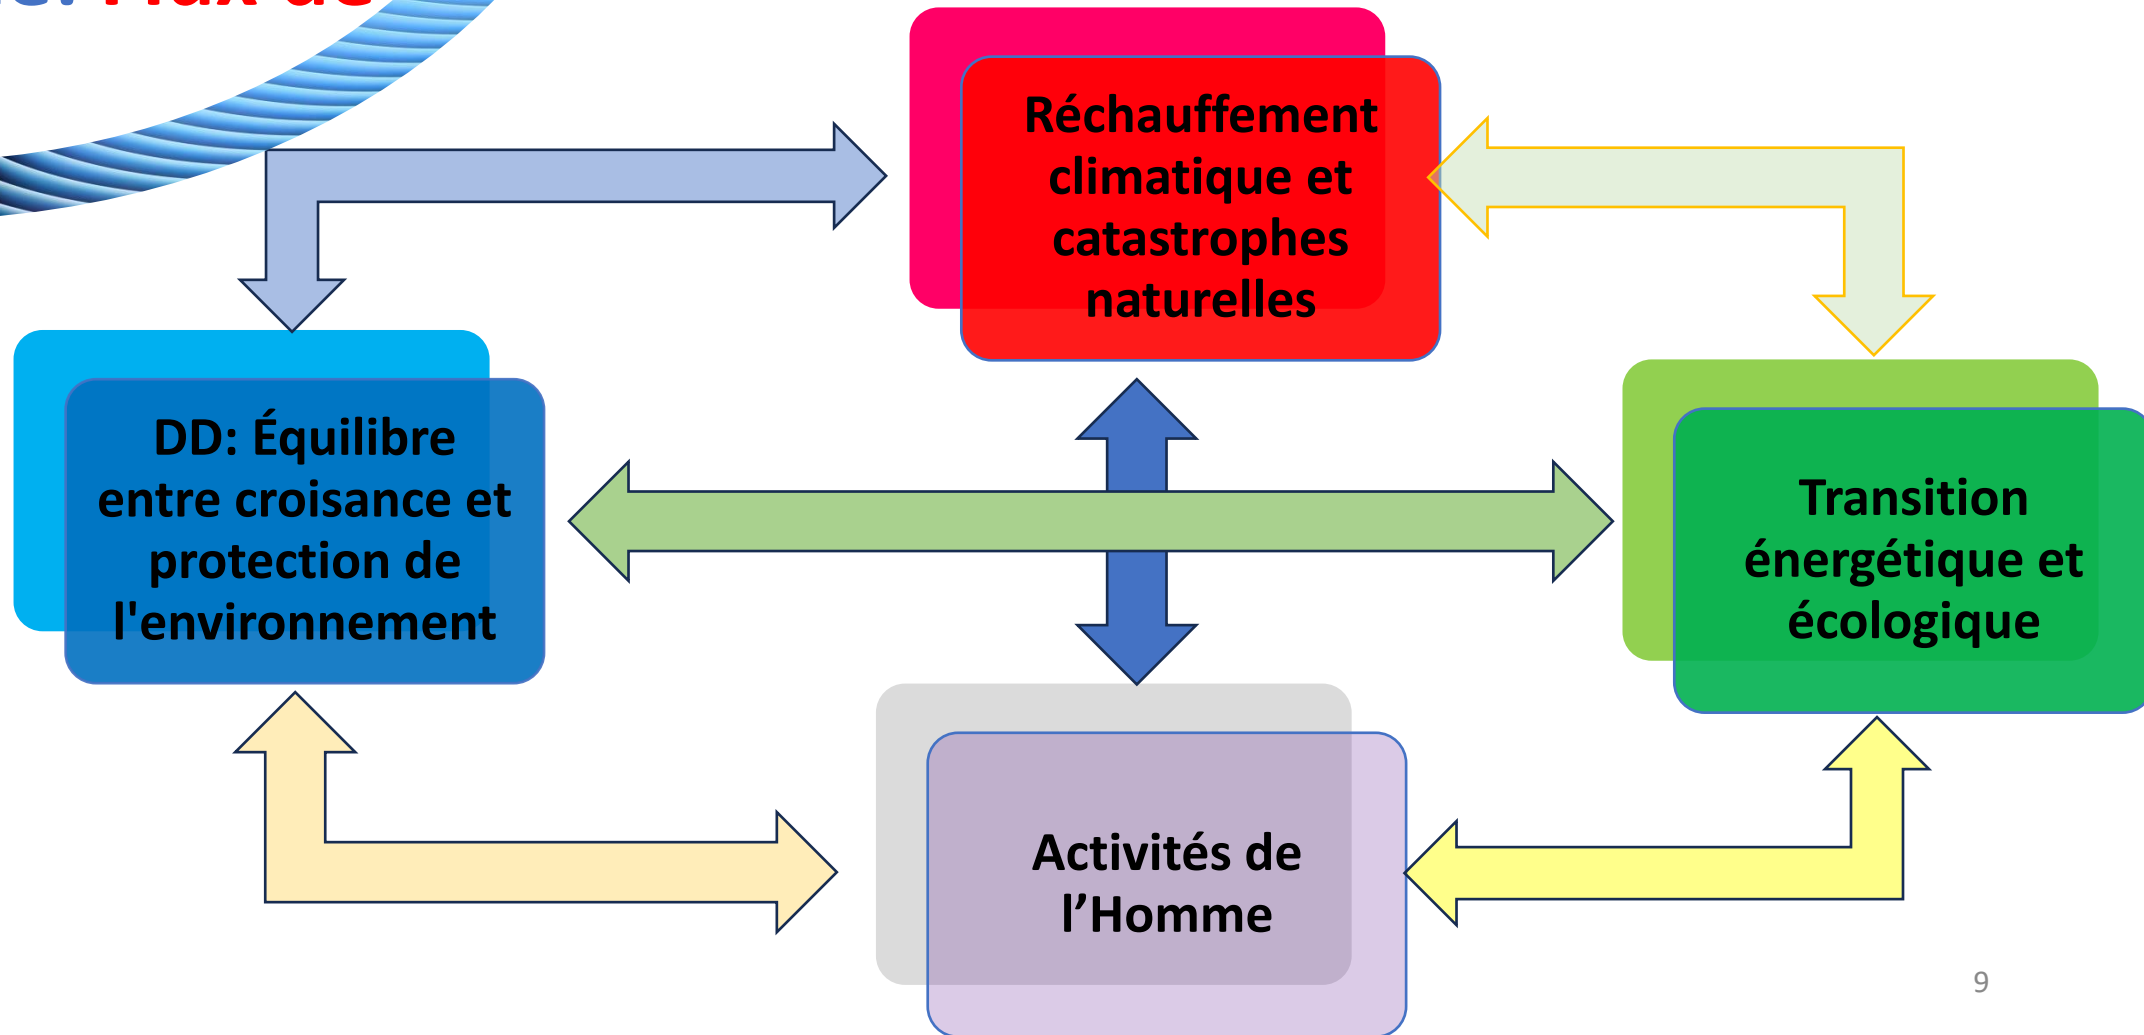 Réchauffement
climatique et
catastrophes
naturelles
DD: Équilibre
entre croisance et
protection de
l'environnement
Transition
énergétique et
écologique
Activités de
l’Homme
9